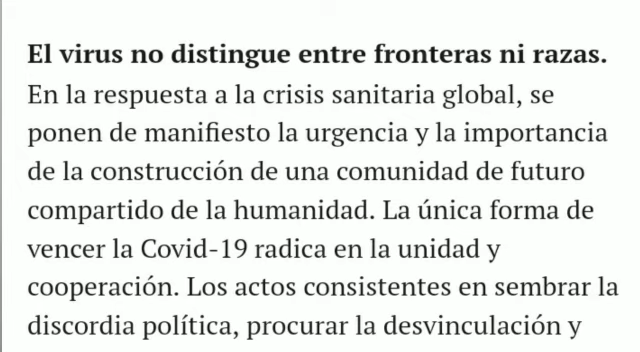 El virus no distingue entre fronteras ni razas.
En la respuesta a la crisis sanitaria global, se
ponen de manifiesto la urgencia y la importancia
de la construcción de una comunidad de futuro
compartido de la humanidad. La única forma de
vencer la Covid-19 radica en la unidad y
cooperación. Los actos consistentes en sembrar la
discordia política, procurar la desvinculación y